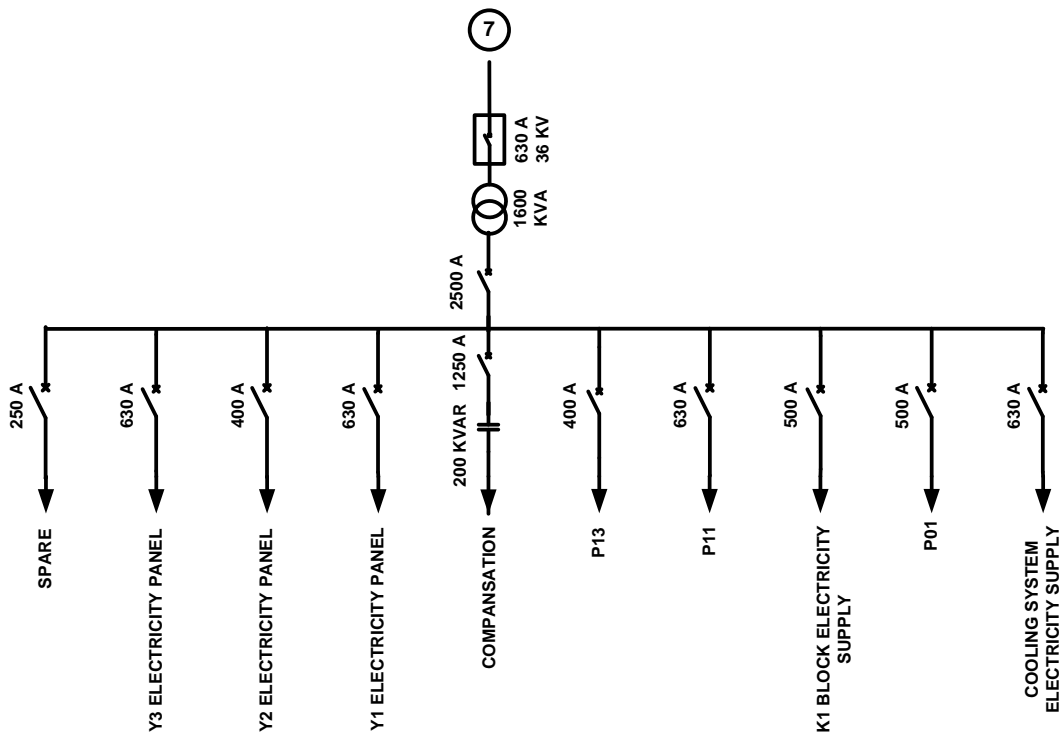 7
630 A
36 KV
1600
KVA
2500 A
250 A
630 A
400 A
630 A
1250 A
400 A
630 A
500 A
500 A
630 A
200 KVAR
SPARE
Y3 ELECTRICITY PANEL
Y2 ELECTRICITY PANEL
Y1 ELECTRICITY PANEL
COMPANSATION
P13
P11
K1 BLOCK ELECTRICITY
SUPPLY
P01
COOLING SYSTEM
ELECTRICITY SUPPLY